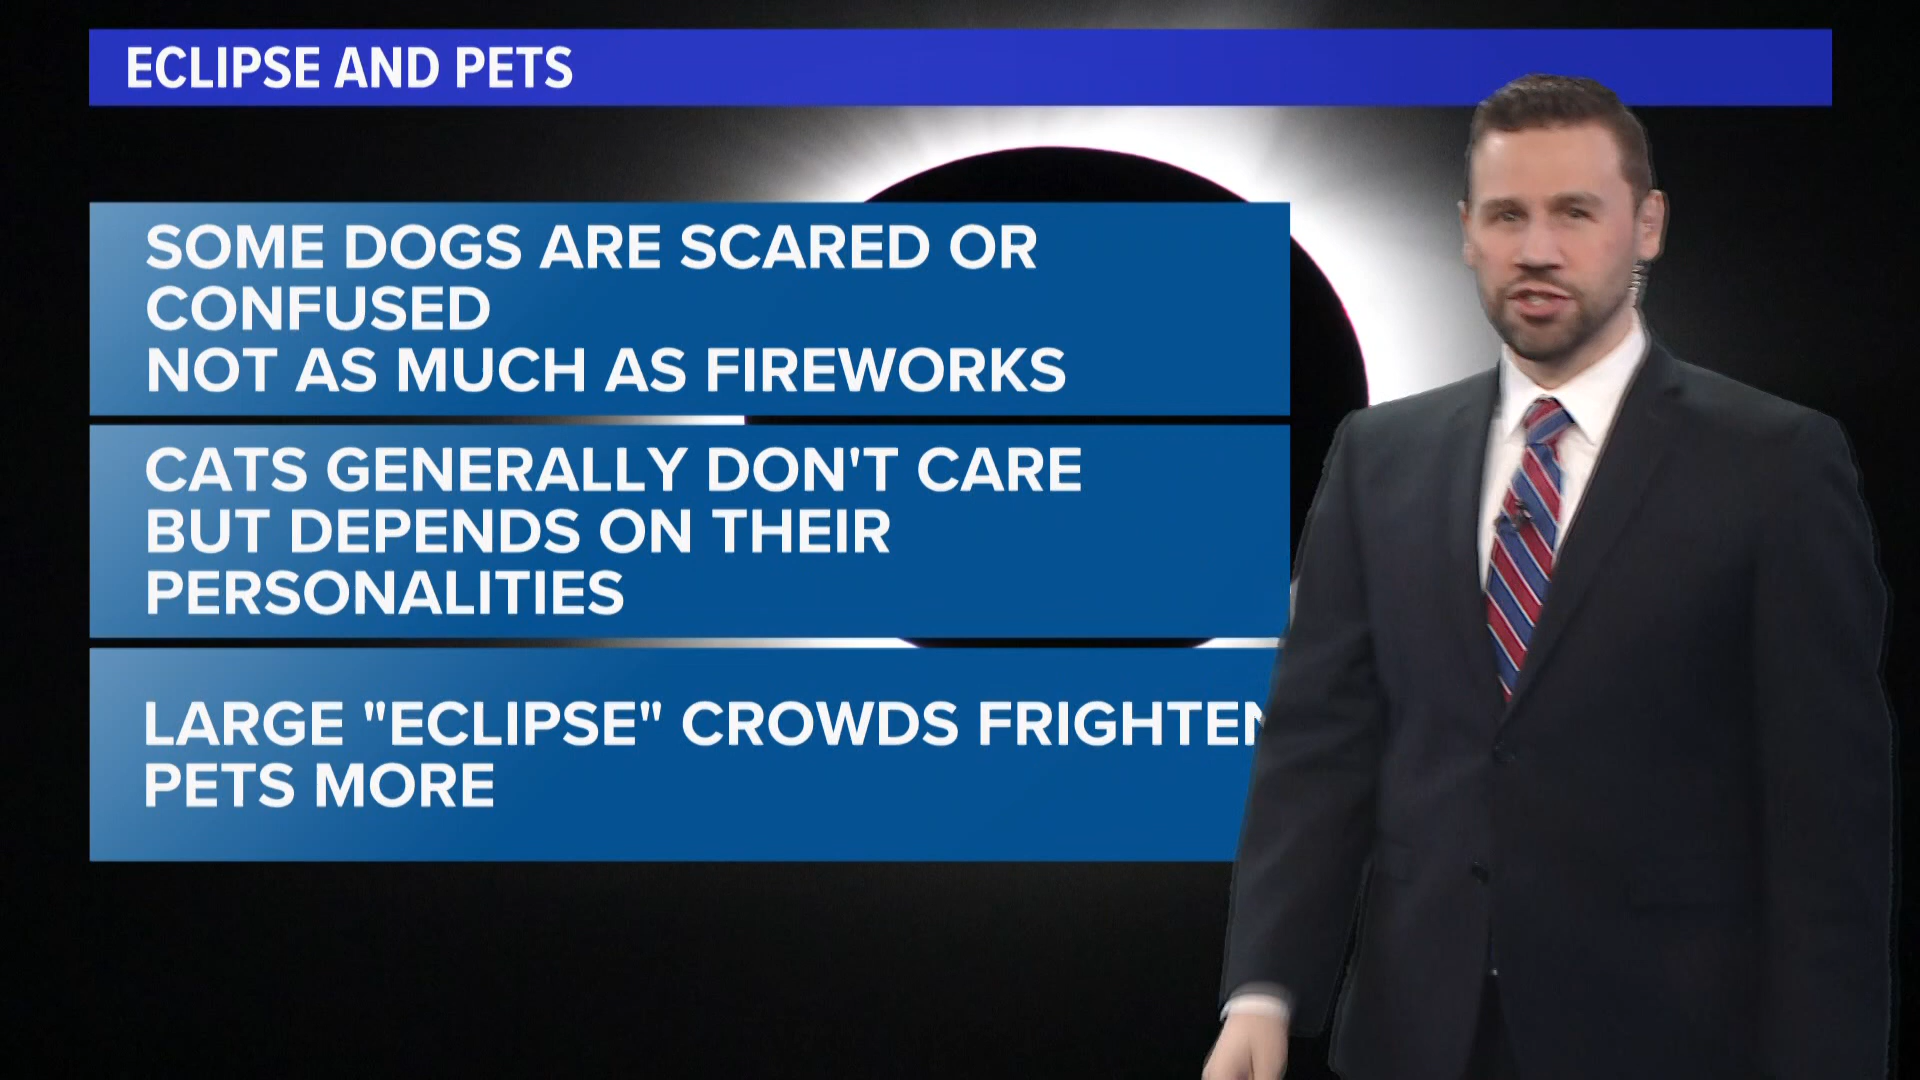 ECLIPSE AND PETS
SOME DOGS ARE SCARED OR
CONFUSED
NOT AS MUCH AS FIREWORKS
CATS GENERALLY DON'T CARE
BUT DEPENDS ON THEIR
PERSONALITIES
LARGE "ECLIPSE" CROWDS FRIGHTEN
PETS MORE